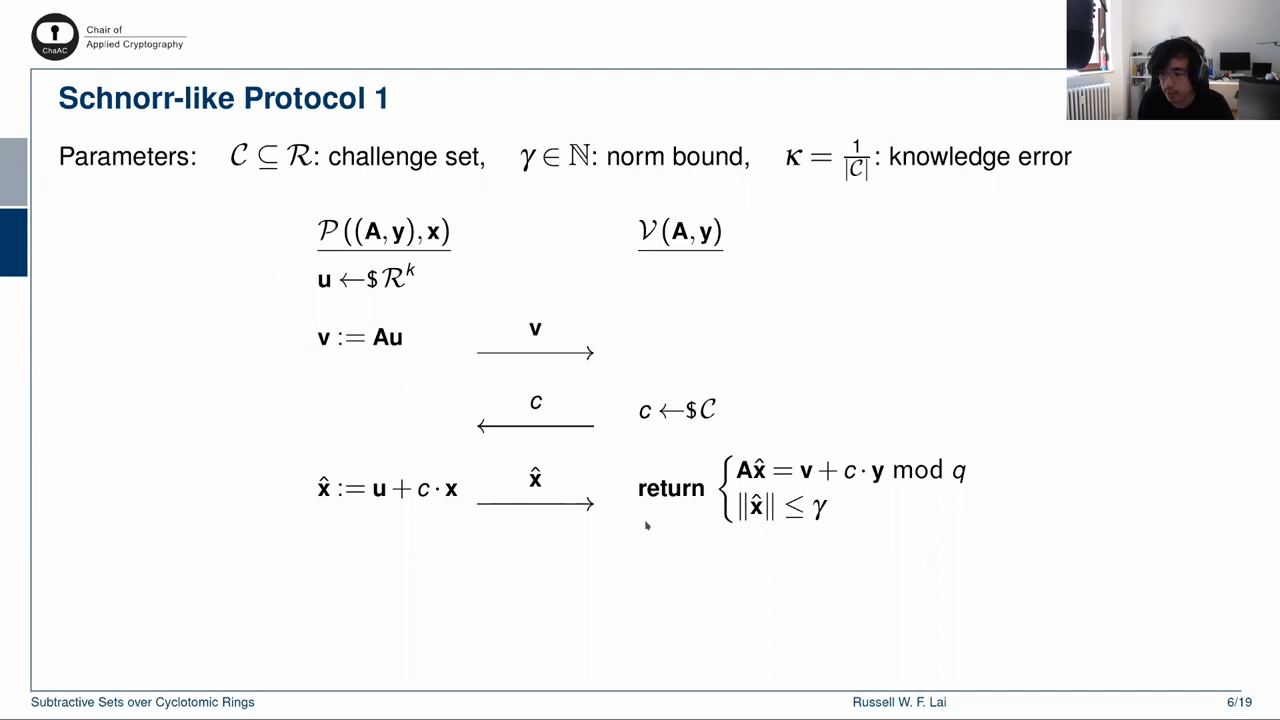 ChaAC
Chair of
Applied Cryptography
Schnorr-like Protocol 1
Parameters: 𝒞 ⊆ ℛ: challenge set, γ ∈ ℕ: norm bound, κ = 1/|𝒞| : knowledge error
𝒫((A, y), x) 𝒱(A, y)
u ←$ ℛ^k
v := Au v
c c ←$ 𝒞
x̂ := u + c · x x̂ return { Ax̂ = v + c · y mod q
‖x̂‖ ≤ γ
Subtractive Sets over Cyclotomic Rings Russell W. F. Lai 6/19